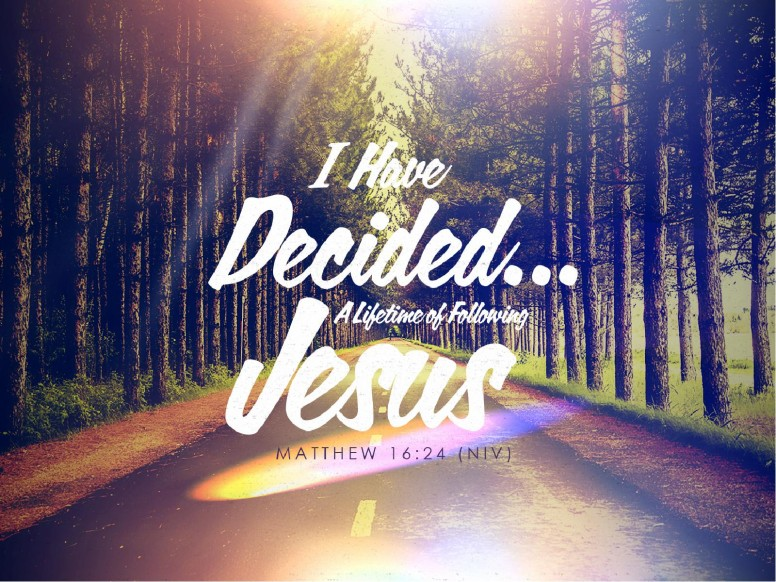 I Have
Decided...
A Lifetime of Following
Jesus
MATTHEW 16:24 (NIV)